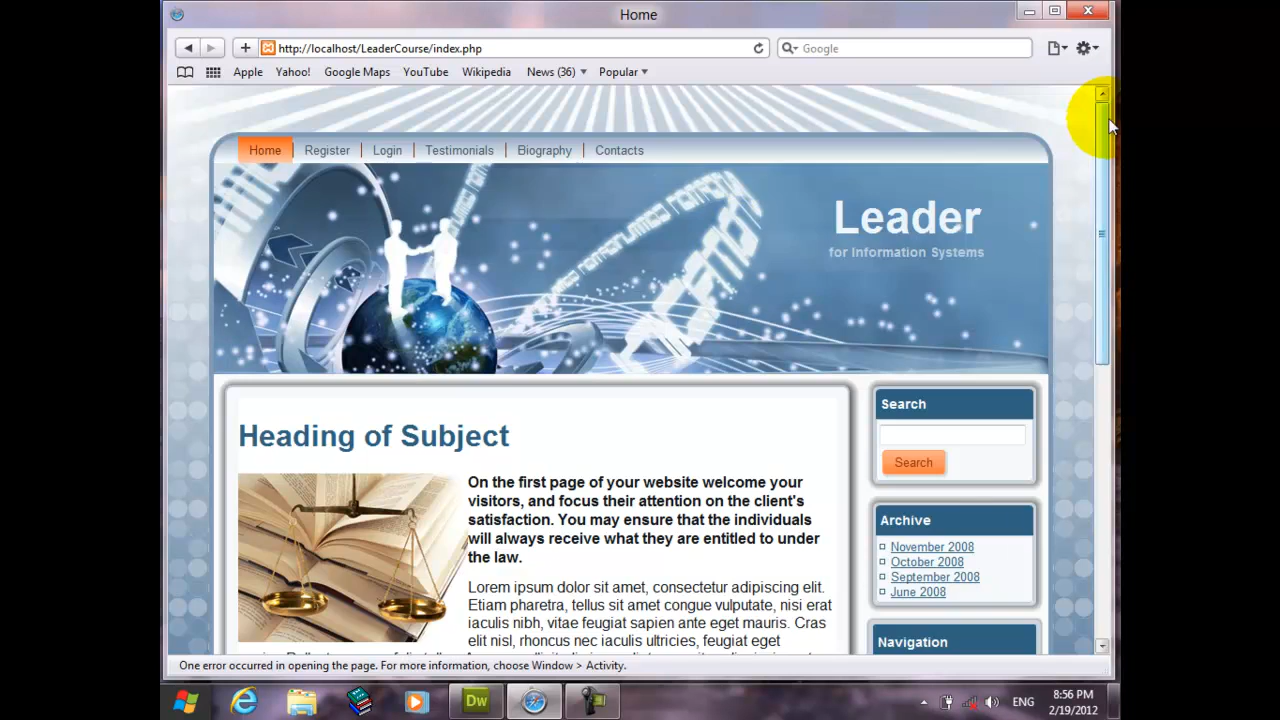 Home
http://localhost/LeaderCourse/index.php
Google
Apple Yahoo! Google Maps YouTube Wikipedia News (36) Popular
Home Register Login Testimonials Biography Contacts
Leader
for Information Systems
Heading of Subject
On the first page of your website welcome your
visitors, and focus their attention on the client's
satisfaction. You may ensure that the individuals
will always receive what they are entitled to under
the law.
Lorem ipsum dolor sit amet, consectetur adipiscing elit.
Etiam pharetra, tellus sit amet congue vulputate, nisi erat
iaculis nibh, vitae feugiat sapien ante eget mauris. Cras
elit nisl, rhoncus nec iaculis ultricies, feugiat eget
Search
Search
Archive
November 2008
October 2008
September 2008
June 2008
Navigation
One error occurred in opening the page. For more information, choose Window > Activity.
Dw
ENG
8:56 PM
2/19/2012